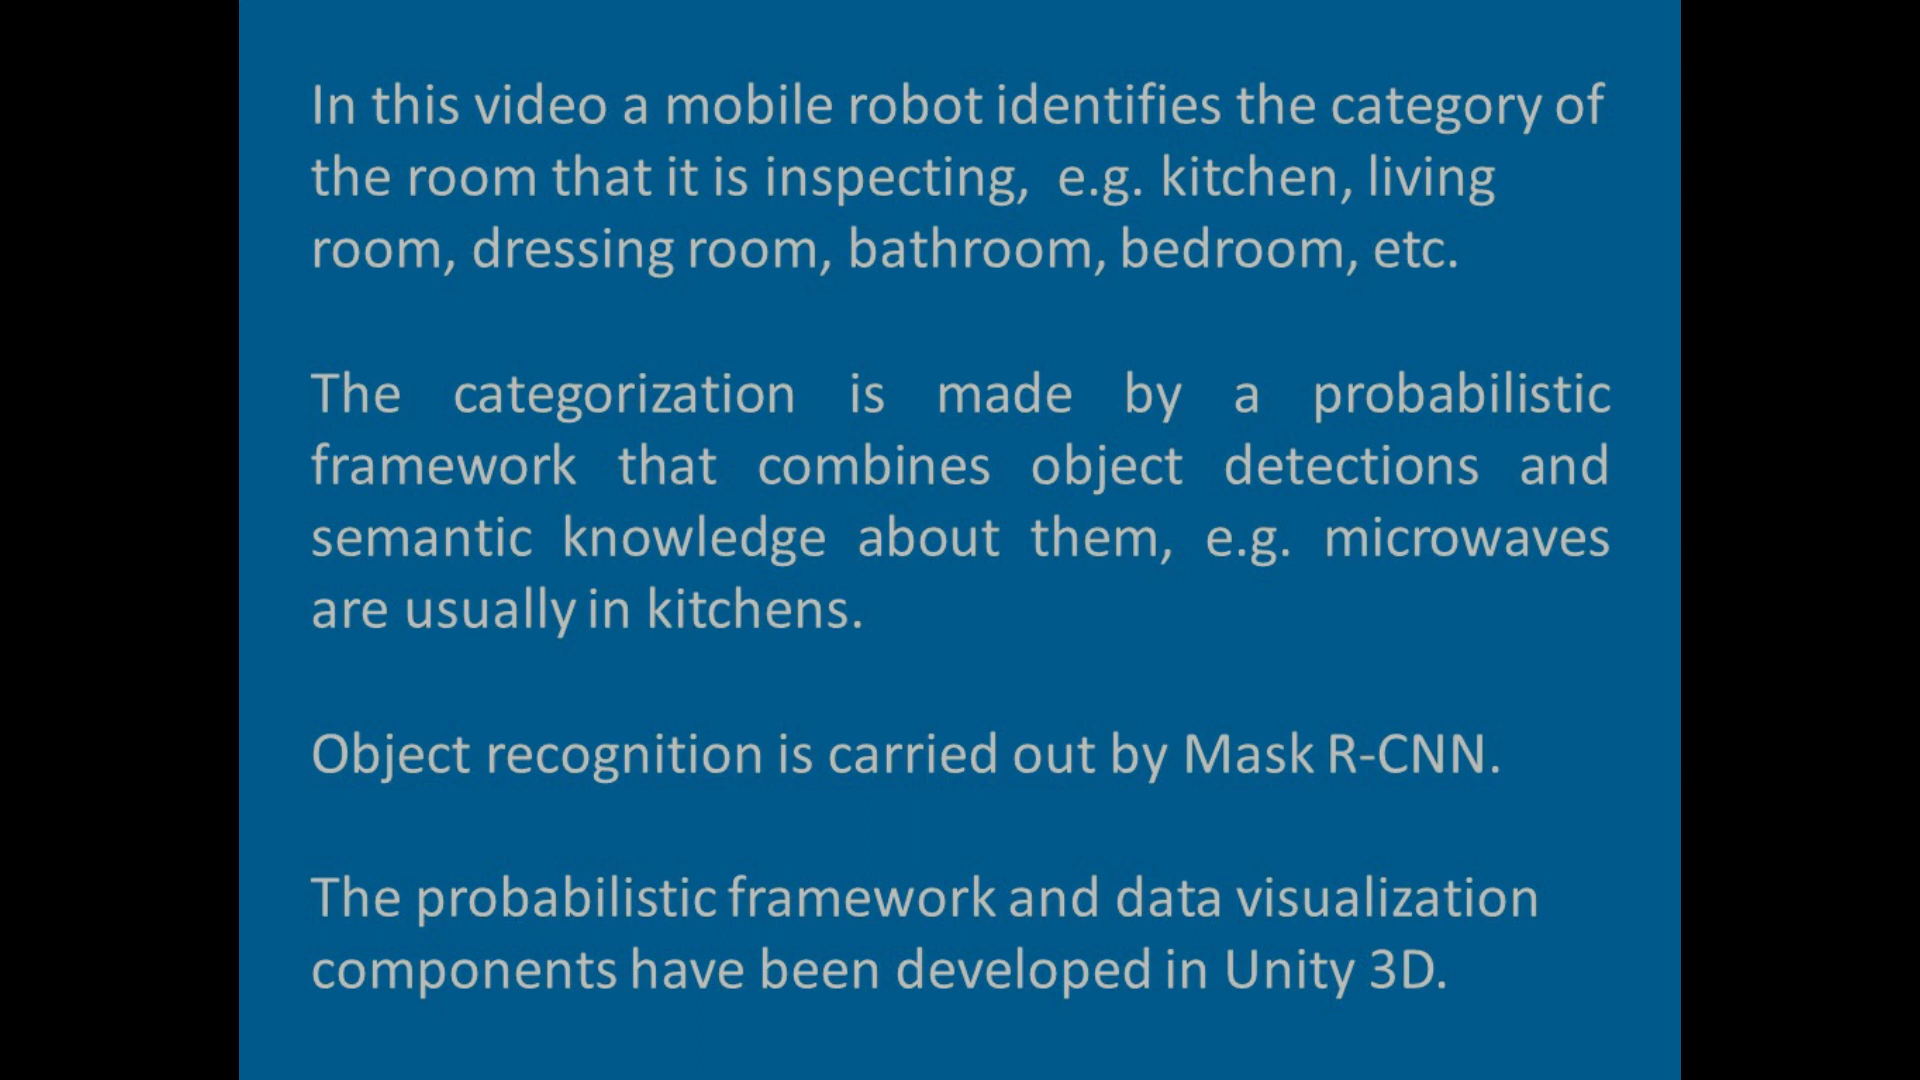 In this video a mobile robot identifies the category of
the room that it is inspecting, e.g. kitchen, living
room, dressing room, bathroom, bedroom, etc.
The categorization is made by a probabilistic
framework that combines object detections and
semantic knowledge about them, e.g. microwaves
are usually in kitchens.
Object recognition is carried out by Mask R-CNN.
The probabilistic framework and data visualization
components have been developed in Unity 3D.